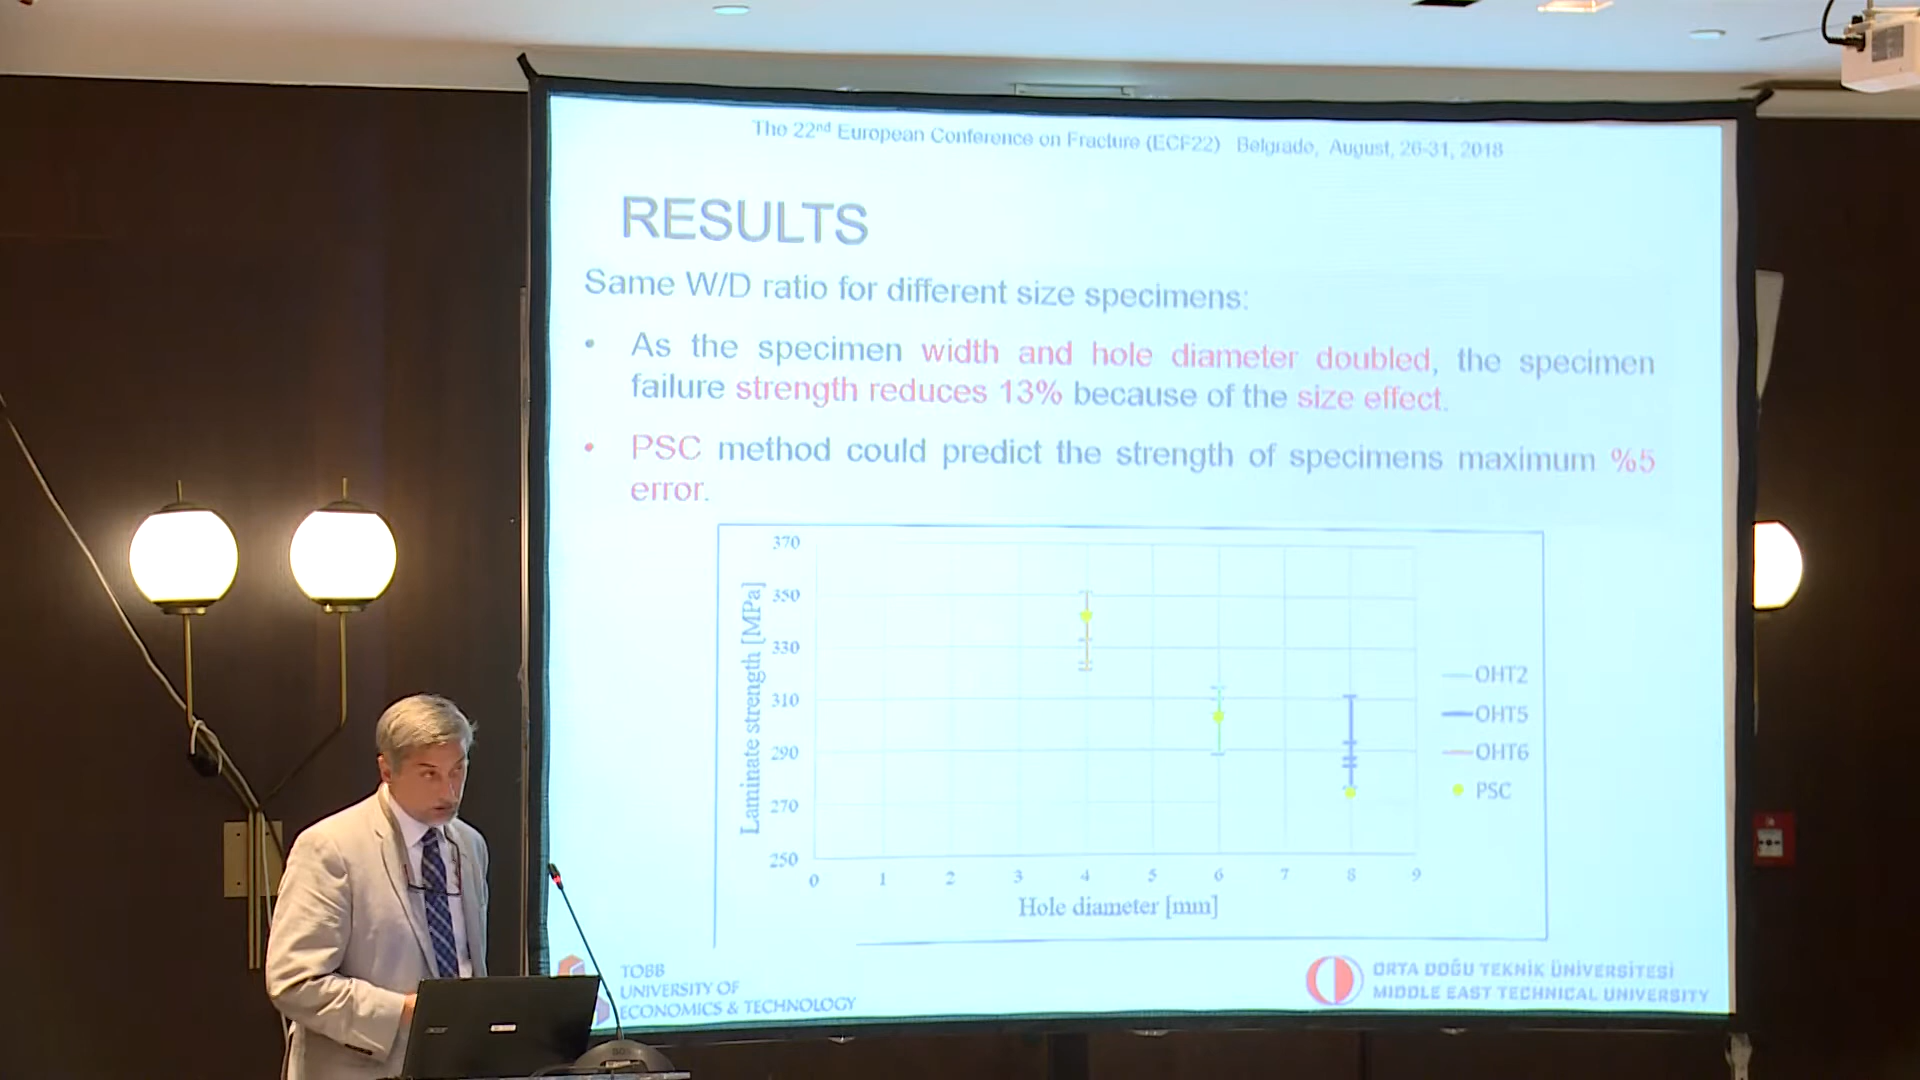 The 22nd European Conference on Fracture (ECF22) Belgrade, August, 26-31, 2018
RESULTS
Same W/D ratio for different size specimens:
• As the specimen width and hole diameter doubled, the specimen
failure strength reduces 13% because of the size effect.
• PSC method could predict the strength of specimens maximum %5
error.
370
350
330
310
290
270
250
Laminate strength [MPa]
0 1 2 3 4 5 6 7 8 9
Hole diameter [mm]
OHT2
OHT5
OHT6
PSC
TOBB
UNIVERSITY OF
ECONOMICS & TECHNOLOGY
ORTA DOĞU TEKNİK ÜNİVERSİTESİ
MIDDLE EAST TECHNICAL UNIVERSITY
acer